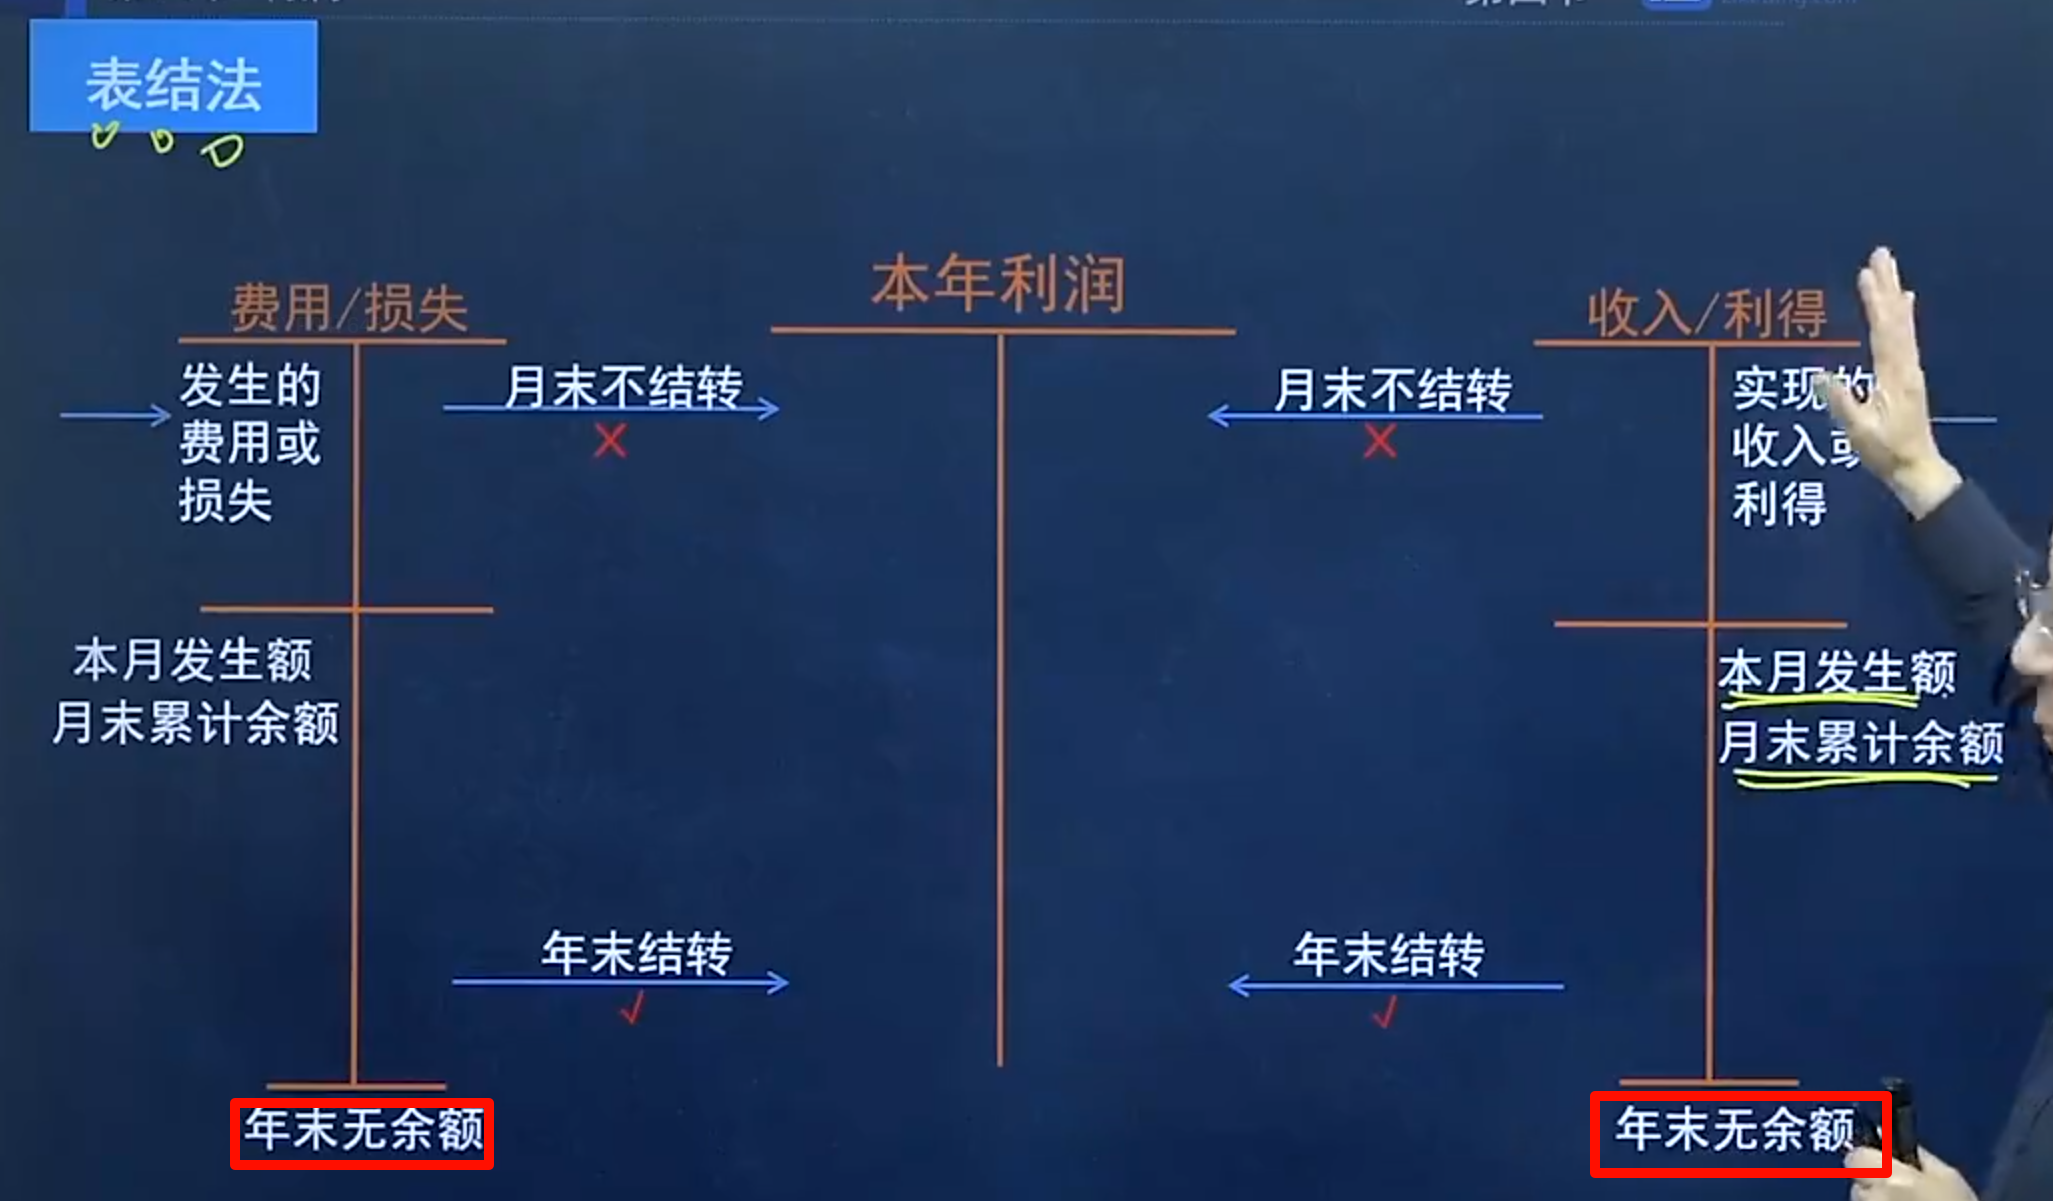 表结法
费用/损失
本年利润
收入/利得
发生的
费用或
损失
月末不结转
月末不结转
实现的
收入或
利得
本月发生额
月末累计余额
本月发生额
月末累计余额
年末结转
年末结转
年末无余额
年末无余额